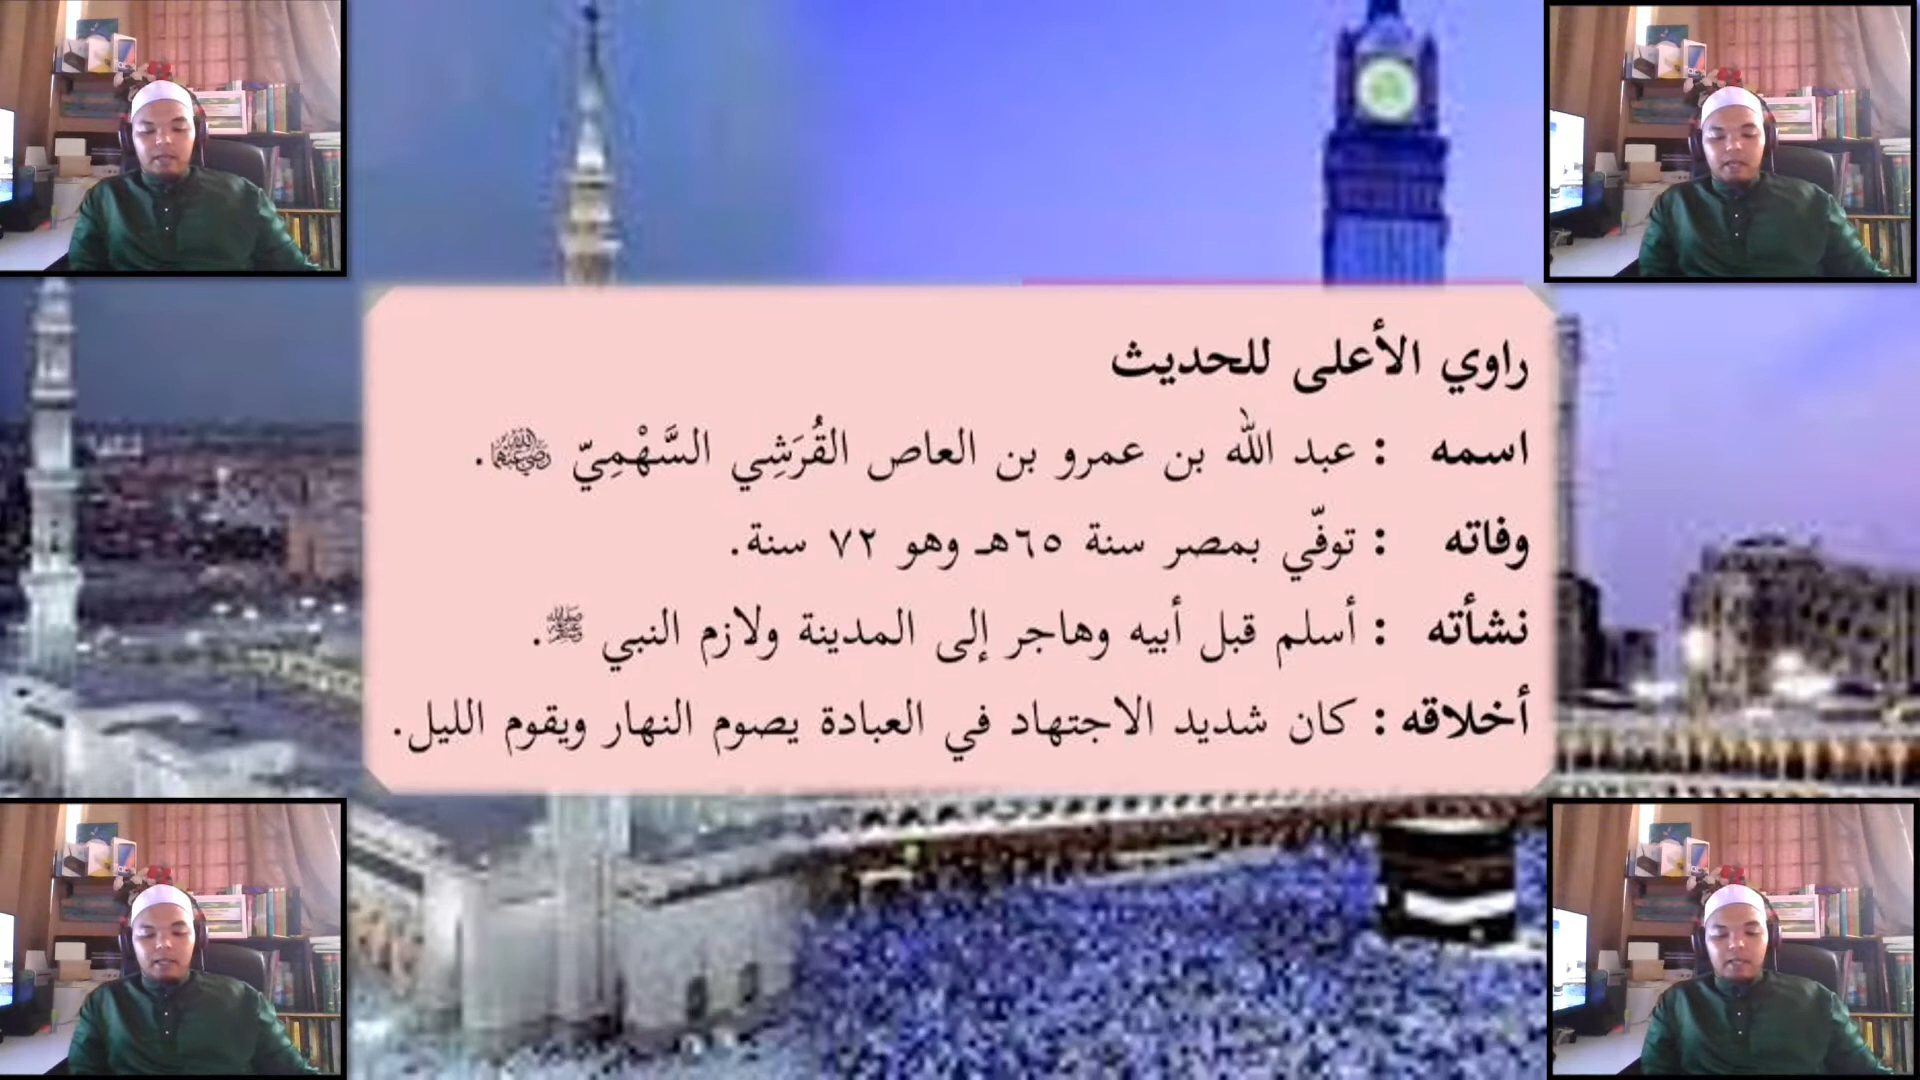 راوي الأعلى للحديث
اسمه : عبد الله بن عمرو بن العاص القُرَشِي السَّهْمِيّ رضي الله عنهما.
وفاته : توفّي بمصر سنة ٦٥هـ وهو ٧٢ سنة.
نشأته : أسلم قبل أبيه وهاجر إلى المدينة ولازم النبي ﷺ.
أخلاقه : كان شديد الاجتهاد في العبادة يصوم النهار ويقوم الليل.